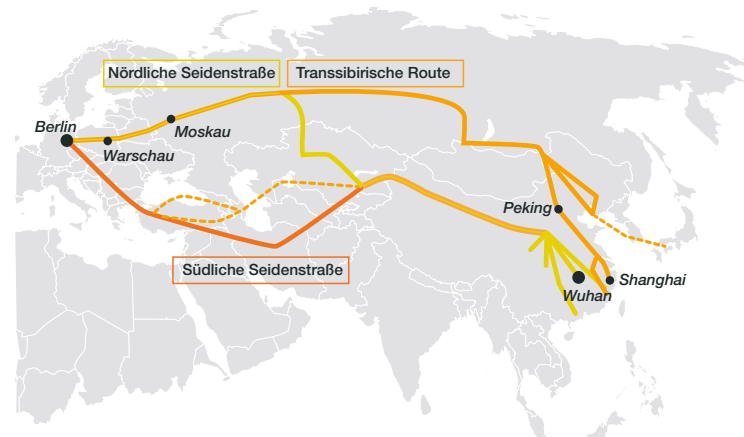 Nördliche Seidenstraße
Transsibirische Route
Berlin
Moskau
Warschau
Peking
Südliche Seidenstraße
Shanghai
Wuhan